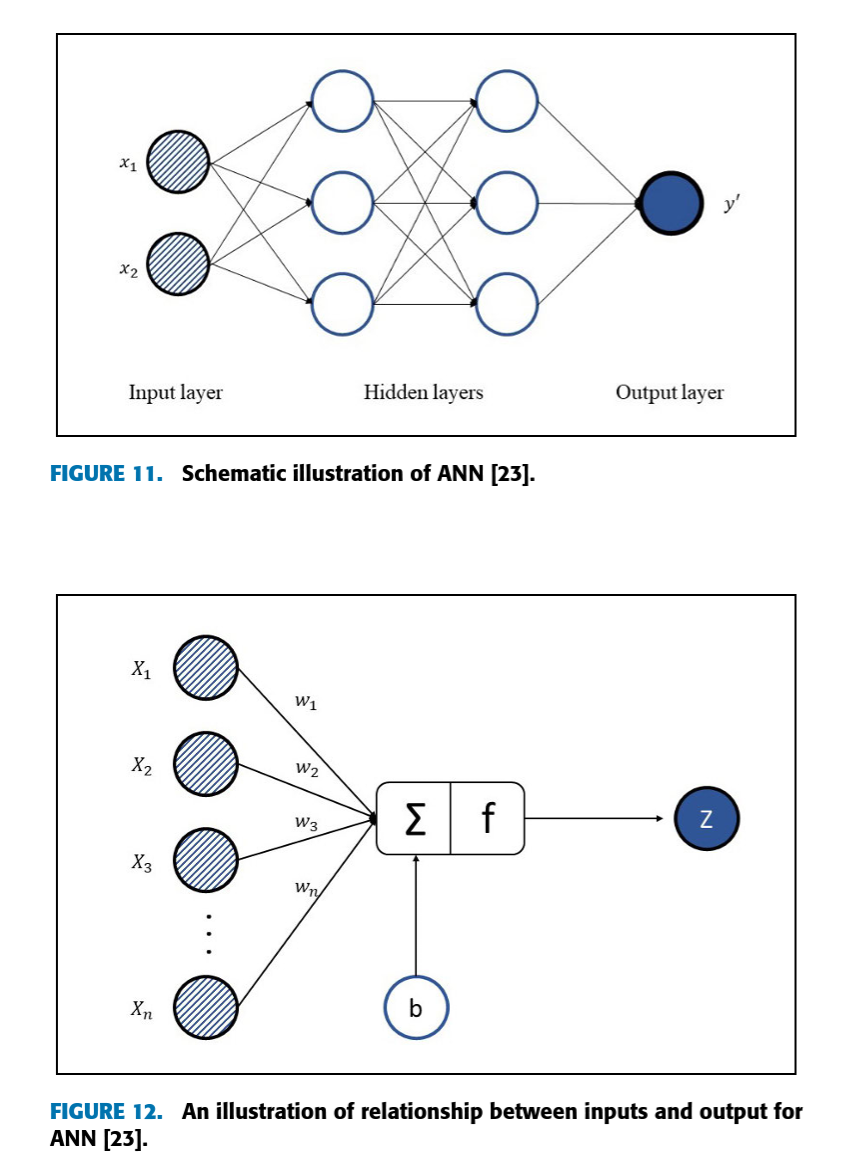 x₁
x₂
y′
Input layer Hidden layers Output layer
FIGURE 11. Schematic illustration of ANN [23].
X₁
w₁
X₂
w₂
w₃
Σ f
Z
X₃
wₙ
Xₙ
b
FIGURE 12. An illustration of relationship between inputs and output for
ANN [23].